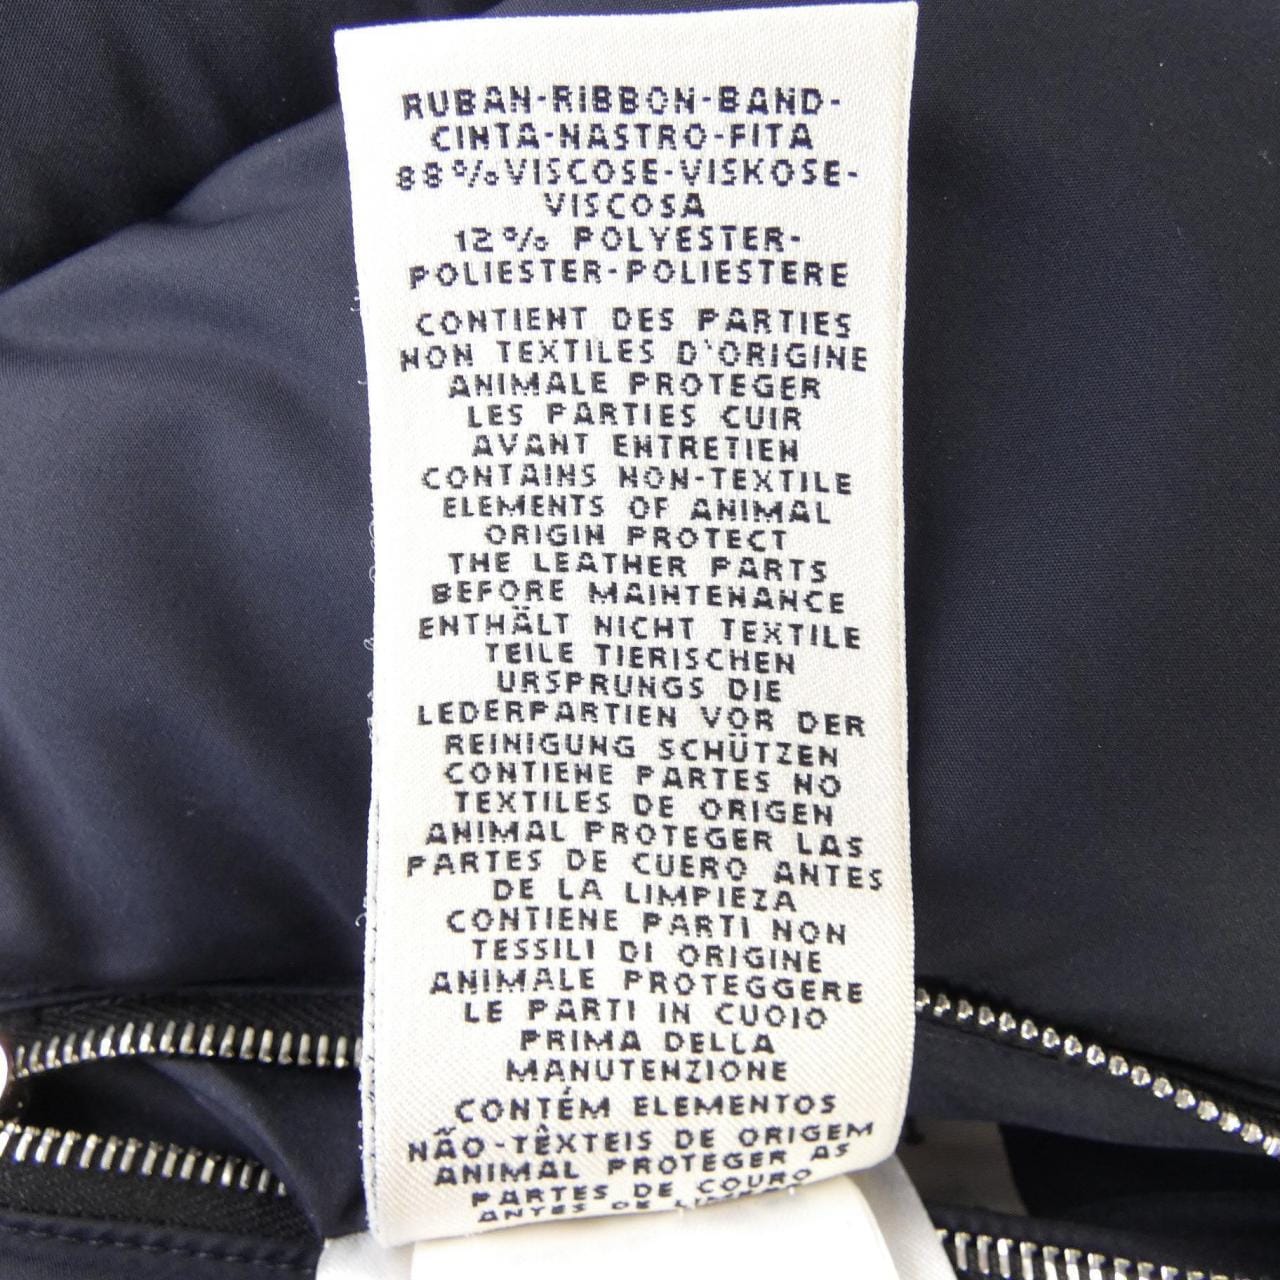 RUBAN-RIBBON-BAND-
CINTA-NASTRO-FITA
88%VISCOSE-VISKOSE-
VISCOSA
12% POLYESTER-
POLIESTER-POLIESTERE
CONTIENT DES PARTIES
NON TEXTILES D'ORIGINE
ANIMALE PROTEGER
LES PARTIES CUIR
AVANT ENTRETIEN
CONTAINS NON-TEXTILE
ELEMENTS OF ANIMAL
ORIGIN PROTECT
THE LEATHER PARTS
BEFORE MAINTENANCE
ENTHÄLT NICHT TEXTILE
TEILE TIERISCHEN
URSPRUNGS DIE
LEDERPARTIEN VOR DER
REINIGUNG SCHÜTZEN
CONTIENE PARTES NO
TEXTILES DE ORIGEN
ANIMAL PROTEGER LAS
PARTES DE CUERO ANTES
DE LA LIMPIEZA
CONTIENE PARTI NON
TESSILI DI ORIGINE
ANIMALE PROTEGGERE
LE PARTI IN CUOIO
PRIMA DELLA
MANUTENZIONE
CONTÉM ELEMENTOS
NÃO-TÊXTEIS DE ORIGEM
ANIMAL PROTEGER AS
PARTES DE COURO
ANTES DE